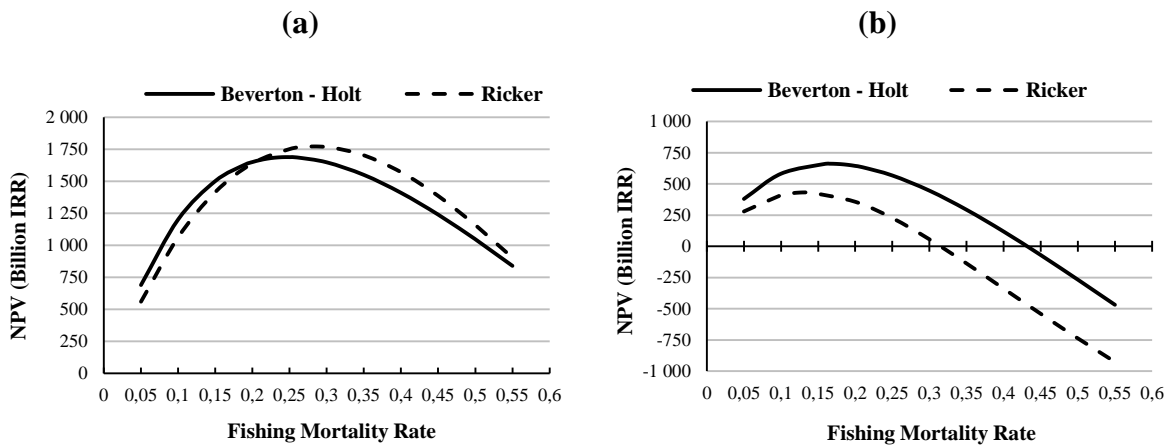 (a)
Beverton - Holt
Ricker
NPV (Billion IRR)
2 000
1 750
1 500
1 250
1 000
750
500
250
0
0 0,05 0,1 0,15 0,2 0,25 0,3 0,35 0,4 0,45 0,5 0,55 0,6
Fishing Mortality Rate
(b)
Beverton - Holt
Ricker
NPV (Billion IRR)
1 000
750
500
250
0
-250
-500
-750
-1 000
0 0,05 0,1 0,15 0,2 0,25 0,3 0,35 0,4 0,45 0,5 0,55 0,6
Fishing Mortality Rate